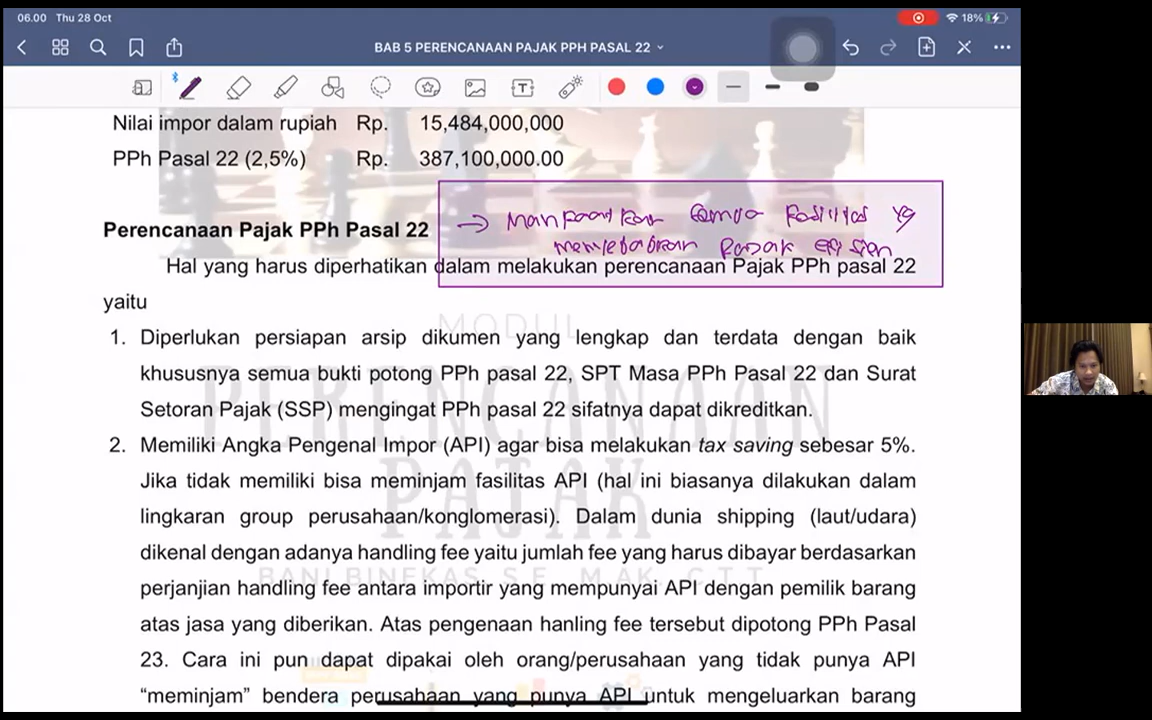 06.00 Thu 28 Oct
18%
BAB 5 PERENCANAAN PAJAK PPH PASAL 22
Nilai impor dalam rupiah Rp. 15,484,000,000
PPh Pasal 22 (2,5%) Rp. 387,100,000.00
Perencanaan Pajak PPh Pasal 22
→ Manfaatkan semua fasilitas yg
menyebabkan pajak efisien
Hal yang harus diperhatikan dalam melakukan perencanaan Pajak PPh pasal 22
yaitu
MODUL
1. Diperlukan persiapan arsip dikumen yang lengkap dan terdata dengan baik
khususnya semua bukti potong PPh pasal 22, SPT Masa PPh Pasal 22 dan Surat
Setoran Pajak (SSP) mengingat PPh pasal 22 sifatnya dapat dikreditkan.
PERENCANAAN
2. Memiliki Angka Pengenal Impor (API) agar bisa melakukan tax saving sebesar 5%.
Jika tidak memiliki bisa meminjam fasilitas API (hal ini biasanya dilakukan dalam
PAJAK
lingkaran group perusahaan/konglomerasi). Dalam dunia shipping (laut/udara)
dikenal dengan adanya handling fee yaitu jumlah fee yang harus dibayar berdasarkan
BANI BINEKAS, S.E., M.AK., C.T.T
perjanjian handling fee antara importir yang mempunyai API dengan pemilik barang
atas jasa yang diberikan. Atas pengenaan hanling fee tersebut dipotong PPh Pasal
23. Cara ini pun dapat dipakai oleh orang/perusahaan yang tidak punya API
“meminjam” bendera perusahaan yang punya API untuk mengeluarkan barang